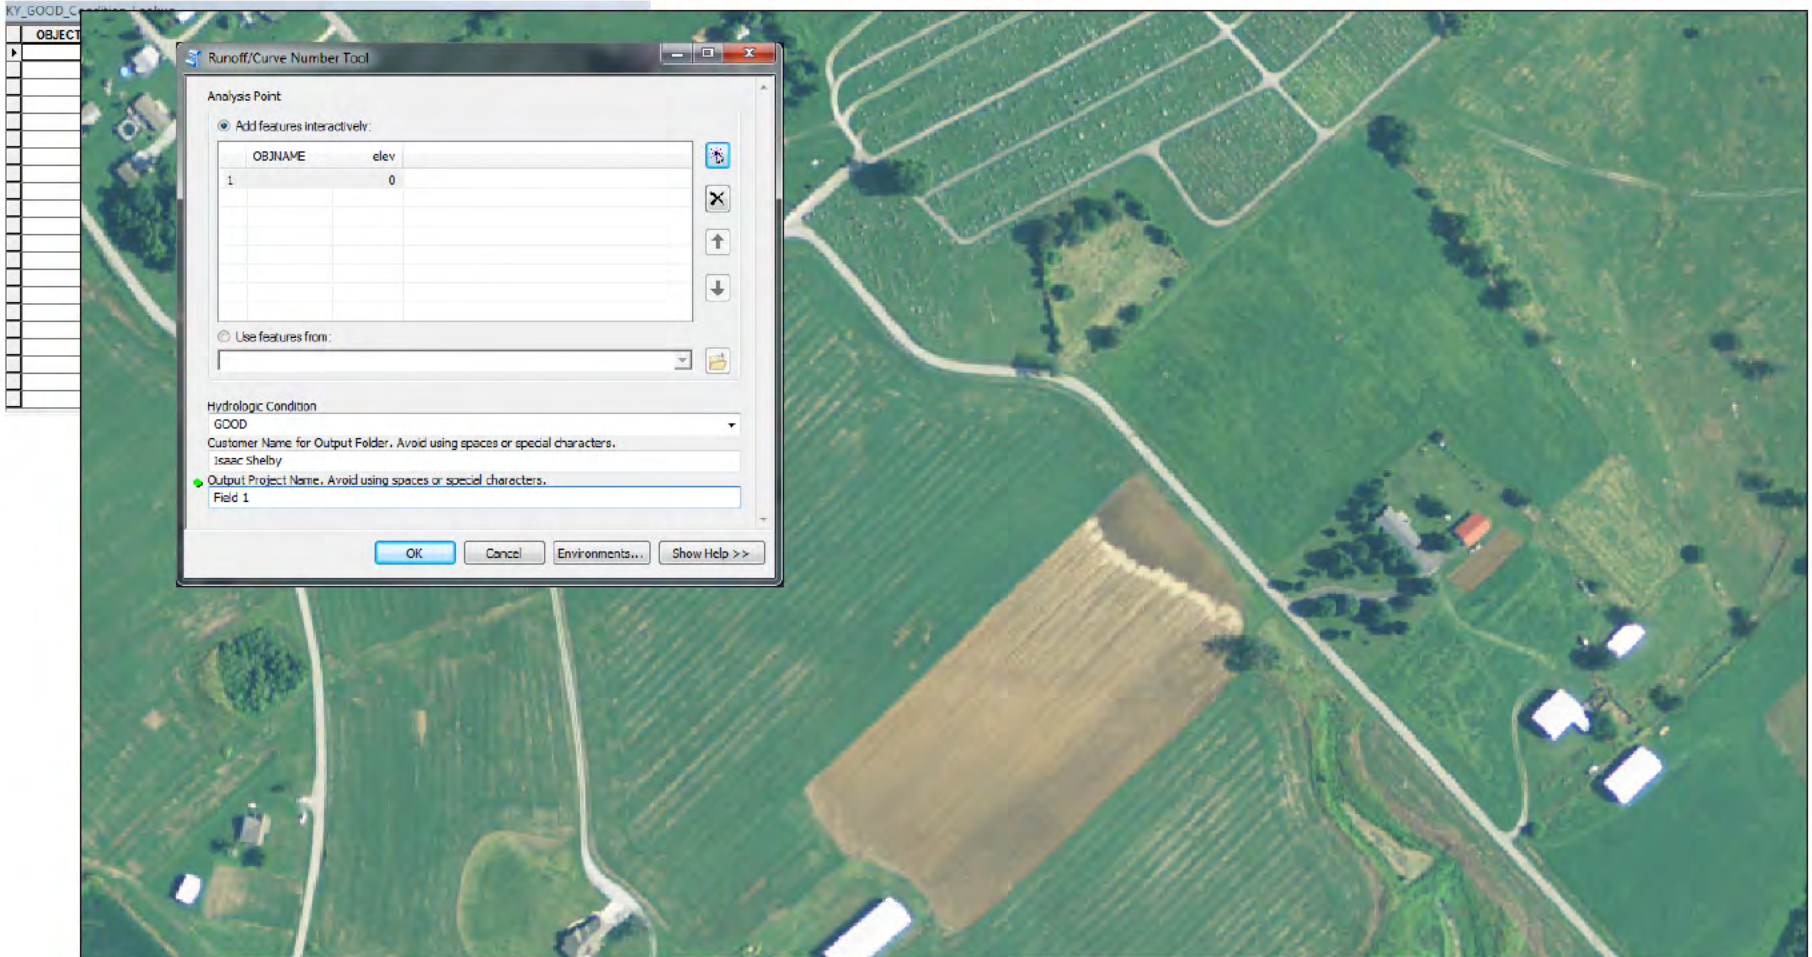 KY_GOOD_Condition_Lookup
OBJECT
Runoff/Curve Number Tool
Analysis Point
Add features interactively:
OBJNAME elev
1 0
Use features from:
Hydrologic Condition
GOOD
Customer Name for Output Folder. Avoid using spaces or special characters.
Isaac Shelby
Output Project Name. Avoid using spaces or special characters.
Field 1
OK Cancel Environments... Show Help >>